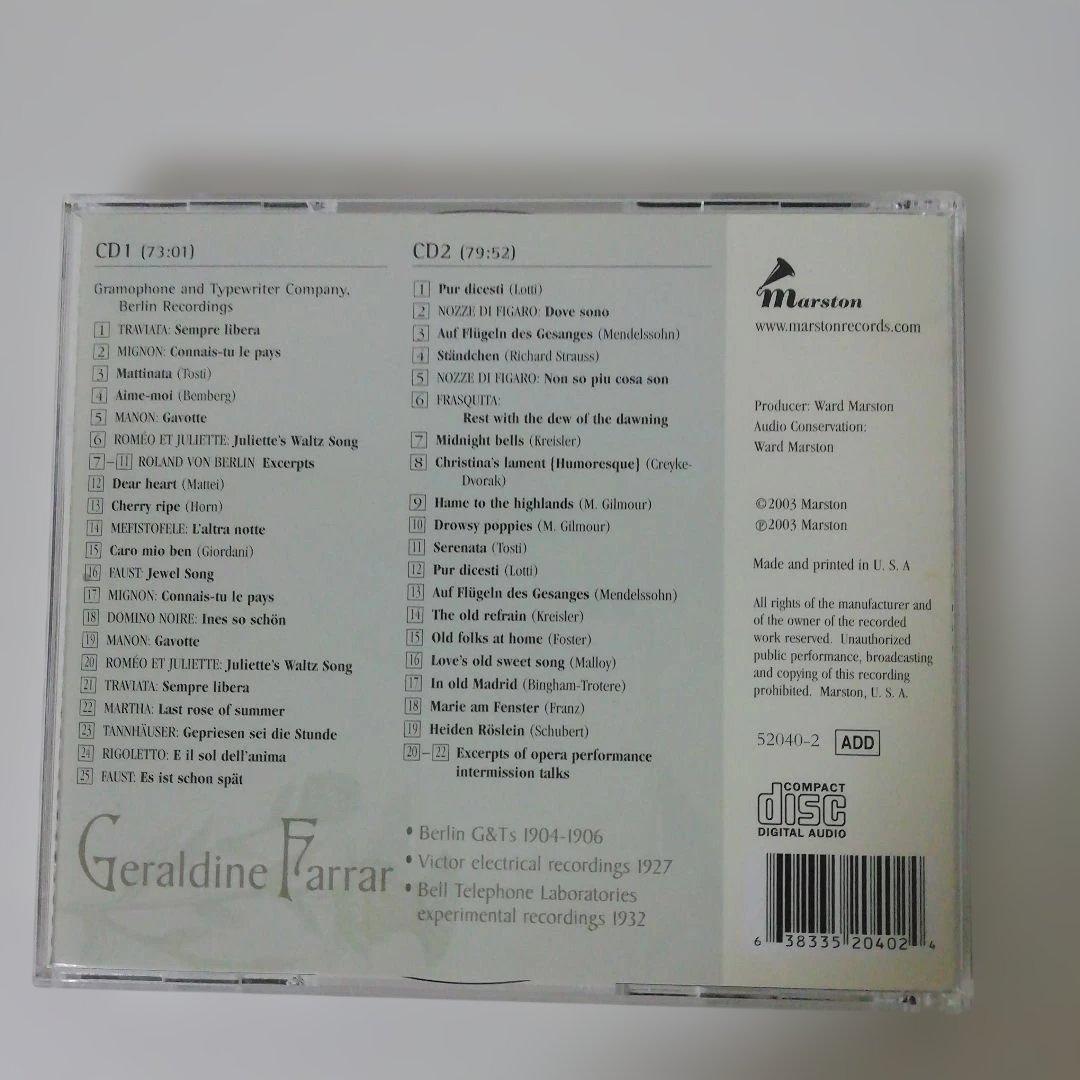 CD1 (73:01)
Gramophone and Typewriter Company,
Berlin Recordings
1 TRAVIATA: Sempre libera
2 MIGNON: Connais-tu le pays
3 Mattinata (Tosti)
4 Aime-moi (Bemberg)
5 MANON: Gavotte
6 ROMÉO ET JULIETTE: Juliette's Waltz Song
7–11 ROLAND VON BERLIN Excerpts
12 Dear heart (Mattei)
13 Cherry ripe (Horn)
14 MEFISTOFELE: L'altra notte
15 Caro mio ben (Giordani)
16 FAUST: Jewel Song
17 MIGNON: Connais-tu le pays
18 DOMINO NOIRE: Ines so schön
19 MANON: Gavotte
20 ROMÉO ET JULIETTE: Juliette's Waltz Song
21 TRAVIATA: Sempre libera
22 MARTHA: Last rose of summer
23 TANNHÄUSER: Gepriesen sei die Stunde
24 RIGOLETTO: E il sol dell'anima
25 FAUST: Es ist schon spät
Geraldine Farrar
CD2 (79:52)
1 Pur dicesti (Lotti)
2 NOZZE DI FIGARO: Dove sono
3 Auf Flügeln des Gesanges (Mendelssohn)
4 Ständchen (Richard Strauss)
5 NOZZE DI FIGARO: Non so piu cosa son
6 FRASQUITA:
Rest with the dew of the dawning
7 Midnight bells (Kreisler)
8 Christina's lament [Humoresque] (Creyke-
Dvorak)
9 Hame to the highlands (M. Gilmour)
10 Drowsy poppies (M. Gilmour)
11 Serenata (Tosti)
12 Pur dicesti (Lotti)
13 Auf Flügeln des Gesanges (Mendelssohn)
14 The old refrain (Kreisler)
15 Old folks at home (Foster)
16 Love's old sweet song (Malloy)
17 In old Madrid (Bingham-Trotere)
18 Marie am Fenster (Franz)
19 Heiden Röslein (Schubert)
20–22 Excerpts of opera performance
intermission talks
• Berlin G&Ts 1904-1906
• Victor electrical recordings 1927
• Bell Telephone Laboratories
experimental recordings 1932
Marston
www.marstonrecords.com
Producer: Ward Marston
Audio Conservation:
Ward Marston
©2003 Marston
℗2003 Marston
Made and printed in U. S. A
All rights of the manufacturer and
of the owner of the recorded
work reserved. Unauthorized
public performance, broadcasting
and copying of this recording
prohibited. Marston, U. S. A.
52040-2 ADD
COMPACT
disc
DIGITAL AUDIO
6 38335 20402 4